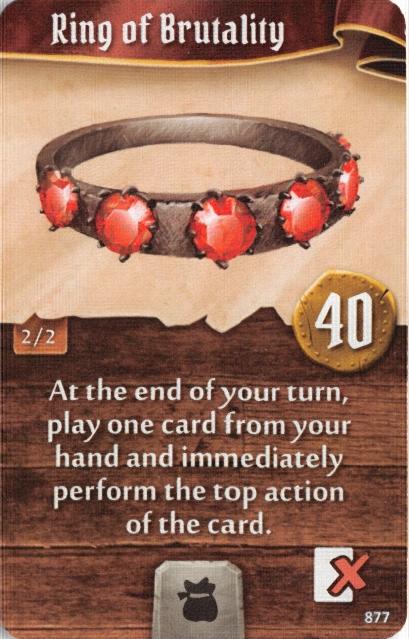 Ring of Brutality
40
2/2
At the end of your turn,
play one card from your
hand and immediately
perform the top action
of the card.
877